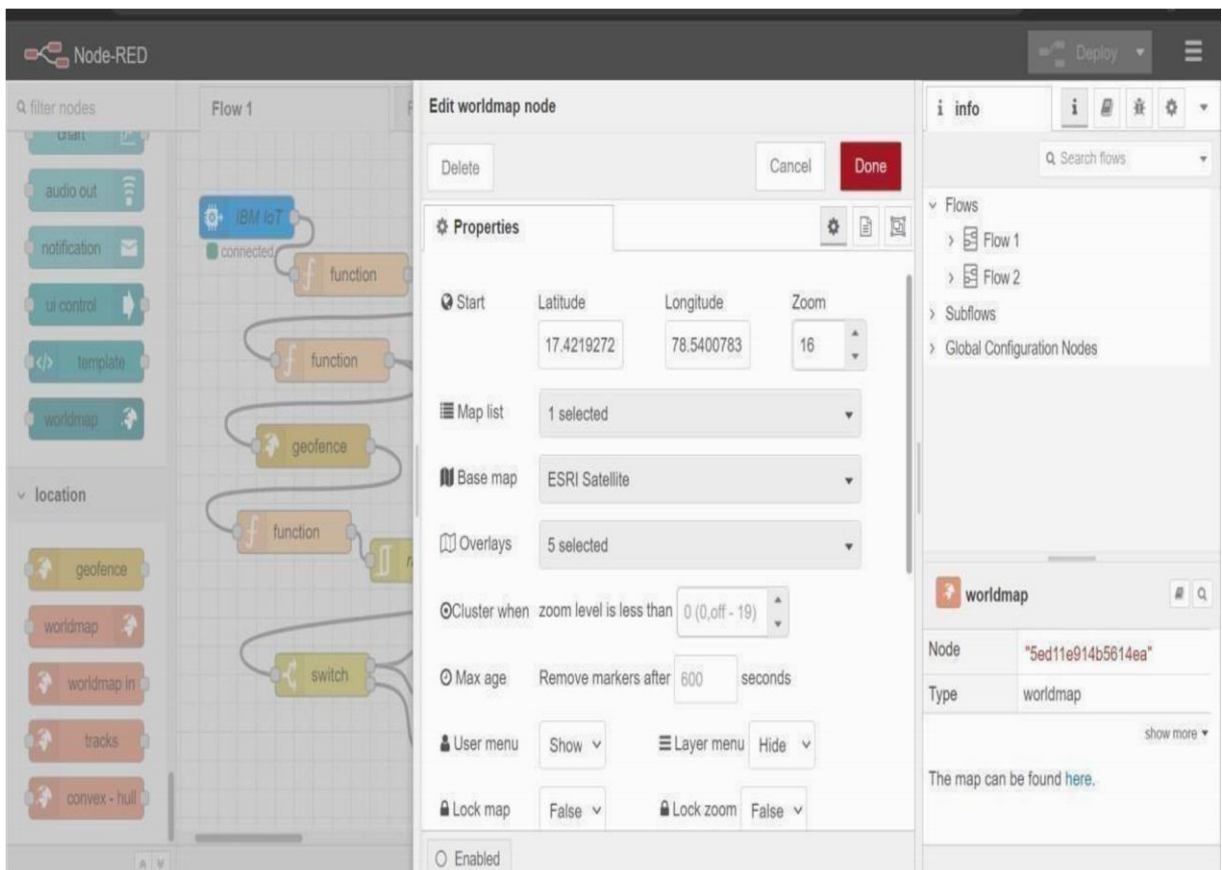 Node-RED
Deploy
filter nodes
chart
audio out
notification
ui control
template
worldmap
location
geofence
worldmap
worldmap in
tracks
convex - hull
Flow 1
IBM IoT
connected
function
function
geofence
function
switch
Edit worldmap node
Delete
Cancel
Done
Properties
Start
Latitude
Longitude
Zoom
17.4219272
78.5400783
16
Map list
1 selected
Base map
ESRI Satellite
Overlays
5 selected
Cluster when zoom level is less than 0 (0,off - 19)
Max age Remove markers after 600 seconds
User menu Show
Layer menu Hide
Lock map False
Lock zoom False
Enabled
i info
i
Search flows
Flows
Flow 1
Flow 2
Subflows
Global Configuration Nodes
worldmap
Node "5ed11e914b5614ea"
Type worldmap
show more
The map can be found here.